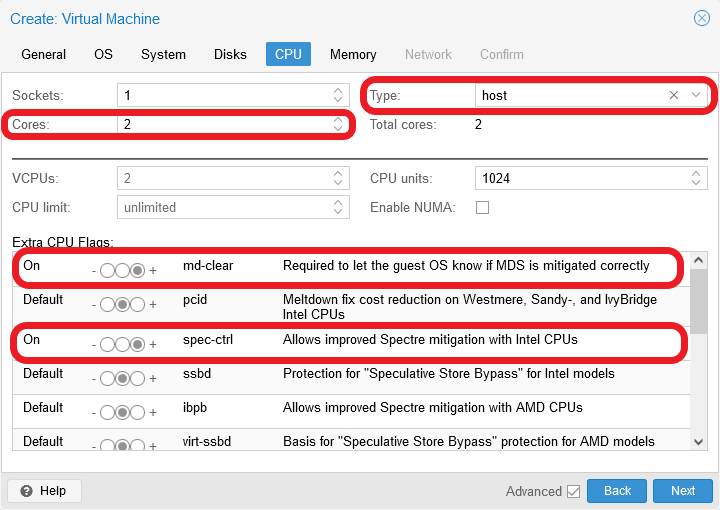 Create: Virtual Machine
General OS System Disks CPU Memory Network Confirm
Sockets: 1 Type: host
Cores: 2 Total cores: 2
VCPUs: 2 CPU units: 1024
CPU limit: unlimited Enable NUMA:
Extra CPU Flags:
On - + md-clear Required to let the guest OS know if MDS is mitigated correctly
Default - + pcid Meltdown fix cost reduction on Westmere, Sandy-, and IvyBridge
Intel CPUs
On - + spec-ctrl Allows improved Spectre mitigation with Intel CPUs
Default - + ssbd Protection for "Speculative Store Bypass" for Intel models
Default - + ibpb Allows improved Spectre mitigation with AMD CPUs
Default - + virt-ssbd Basis for "Speculative Store Bypass" protection for AMD models
? Help Advanced Back Next